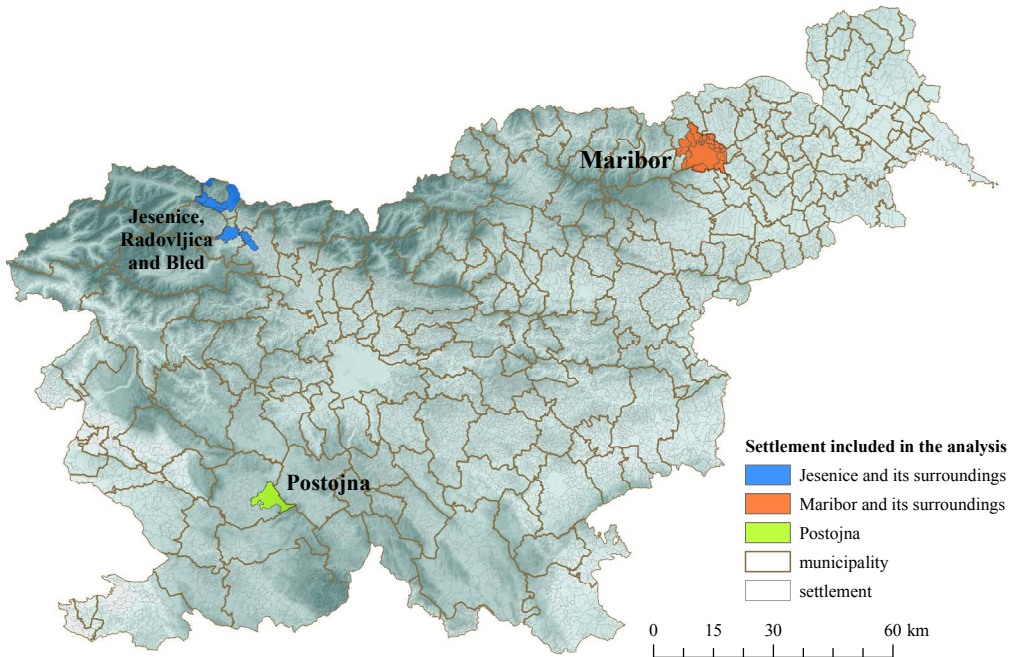 Maribor
Jesenice,
Radovljica
and Bled
Postojna
Settlement included in the analysis
Jesenice and its surroundings
Maribor and its surroundings
Postojna
municipality
settlement
0 15 30 60 km